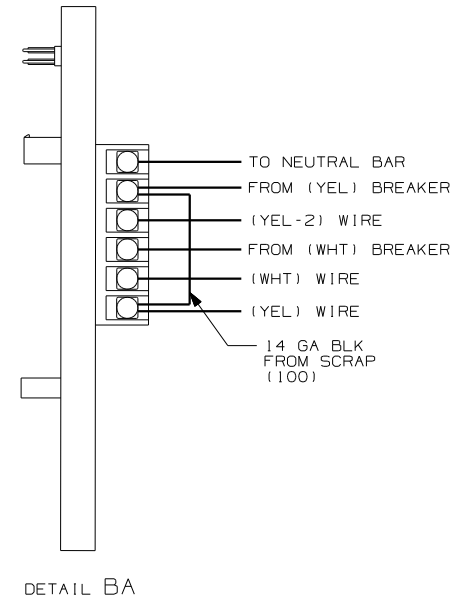 TO NEUTRAL BAR
FROM (YEL) BREAKER
(YEL-2) WIRE
FROM (WHT) BREAKER
(WHT) WIRE
(YEL) WIRE
14 GA BLK
FROM SCRAP
(100)
DETAIL BA